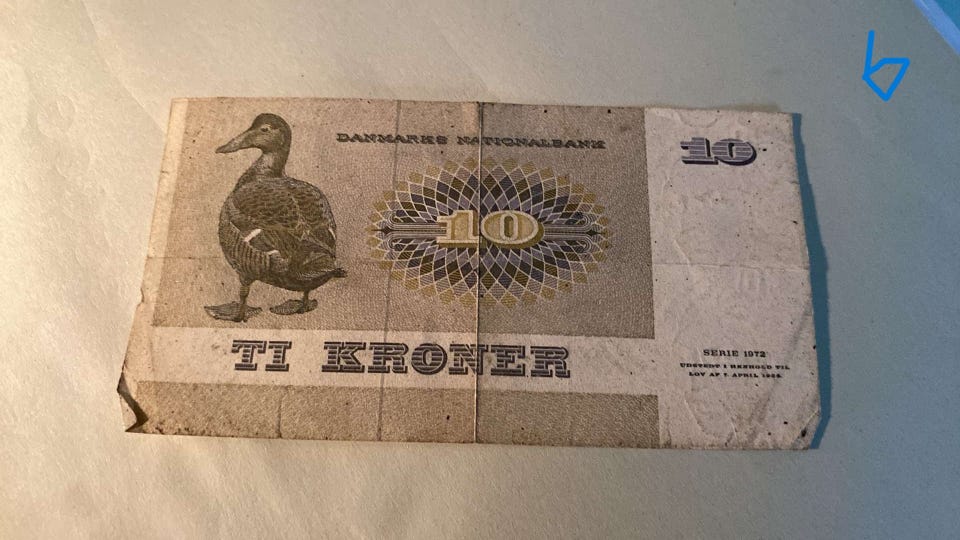 DANMARKS NATIONALBANK
10
10
TI KRONER
SERIE 1972
UDSTEDT I HENHOLD TIL
LOV AF 7. APRIL 1936.